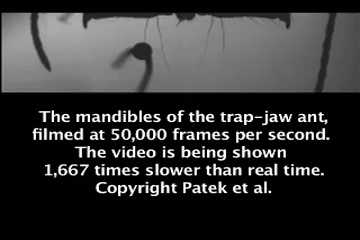 The mandibles of the trap-jaw ant,
filmed at 50,000 frames per second.
The video is being shown
1,667 times slower than real time.
Copyright Patek et al.